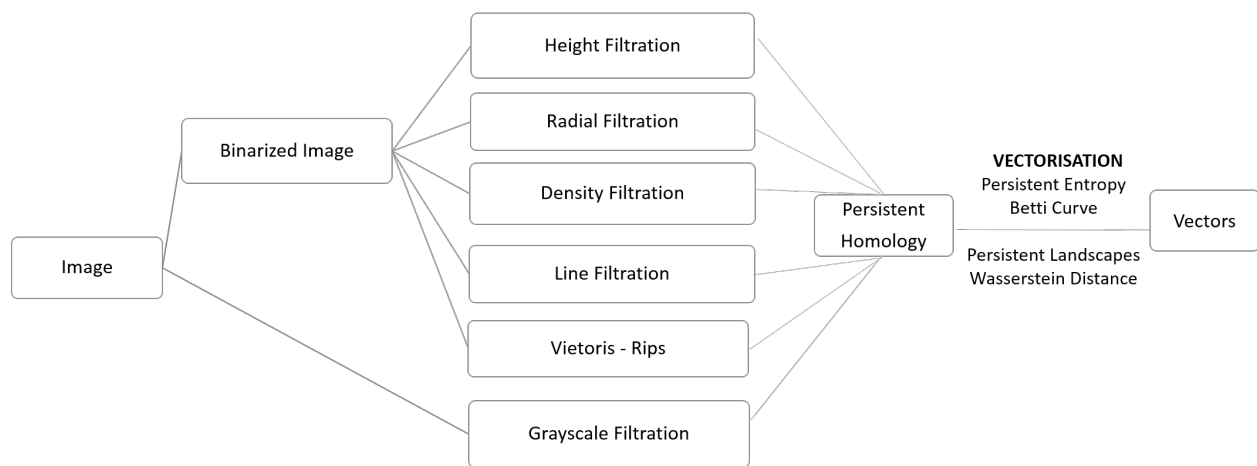 Image
Binarized Image
Height Filtration
Radial Filtration
Density Filtration
Line Filtration
Vietoris - Rips
Grayscale Filtration
Persistent
Homology
VECTORISATION
Persistent Entropy
Betti Curve
Persistent Landscapes
Wasserstein Distance
Vectors